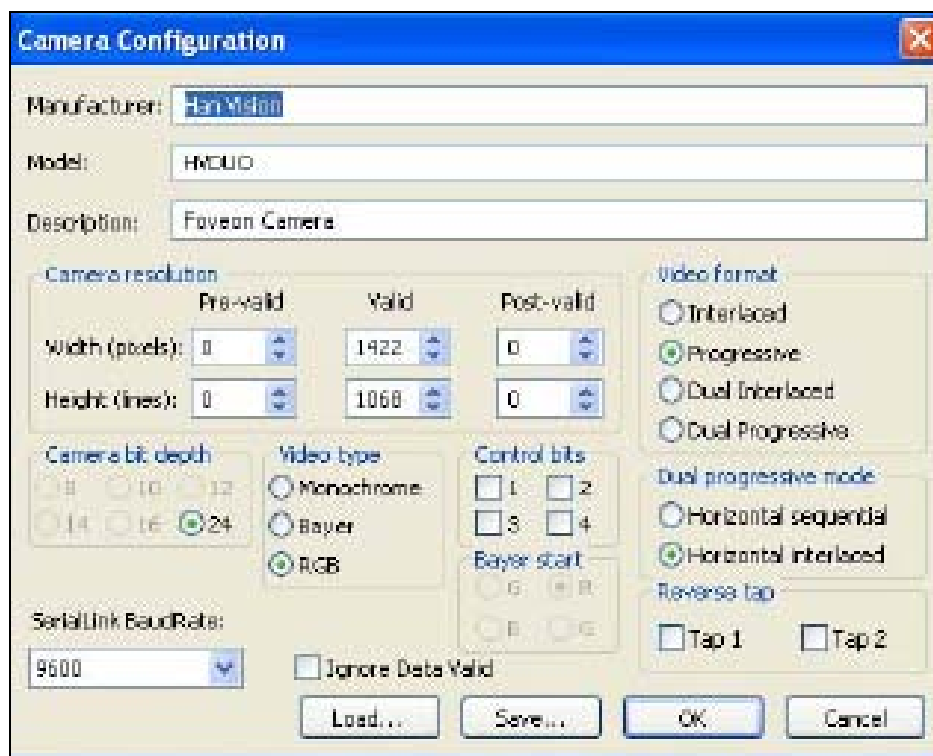 Camera Configuration
Manufacturer: Han Vision
Model: HVDUO
Description: Foveon Camera
Camera resolution
Pre-valid Valid Post-valid
Width (pixels): 0 1422 0
Height (lines): 0 1060 0
Video format
Interlaced
Progressive
Dual Interlaced
Dual Progressive
Camera bit depth
8 10 12
14 16 24
Video type
Monochrome
Bayer
RGB
Control bits
1 2
3 4
Bayer start
G R
B G
Dual progressive mode
Horizontal sequential
Horizontal interlaced
Reverse tap
Tap 1 Tap 2
SerialLink BaudRate:
9600
Ignore Data Valid
Load... Save... OK Cancel